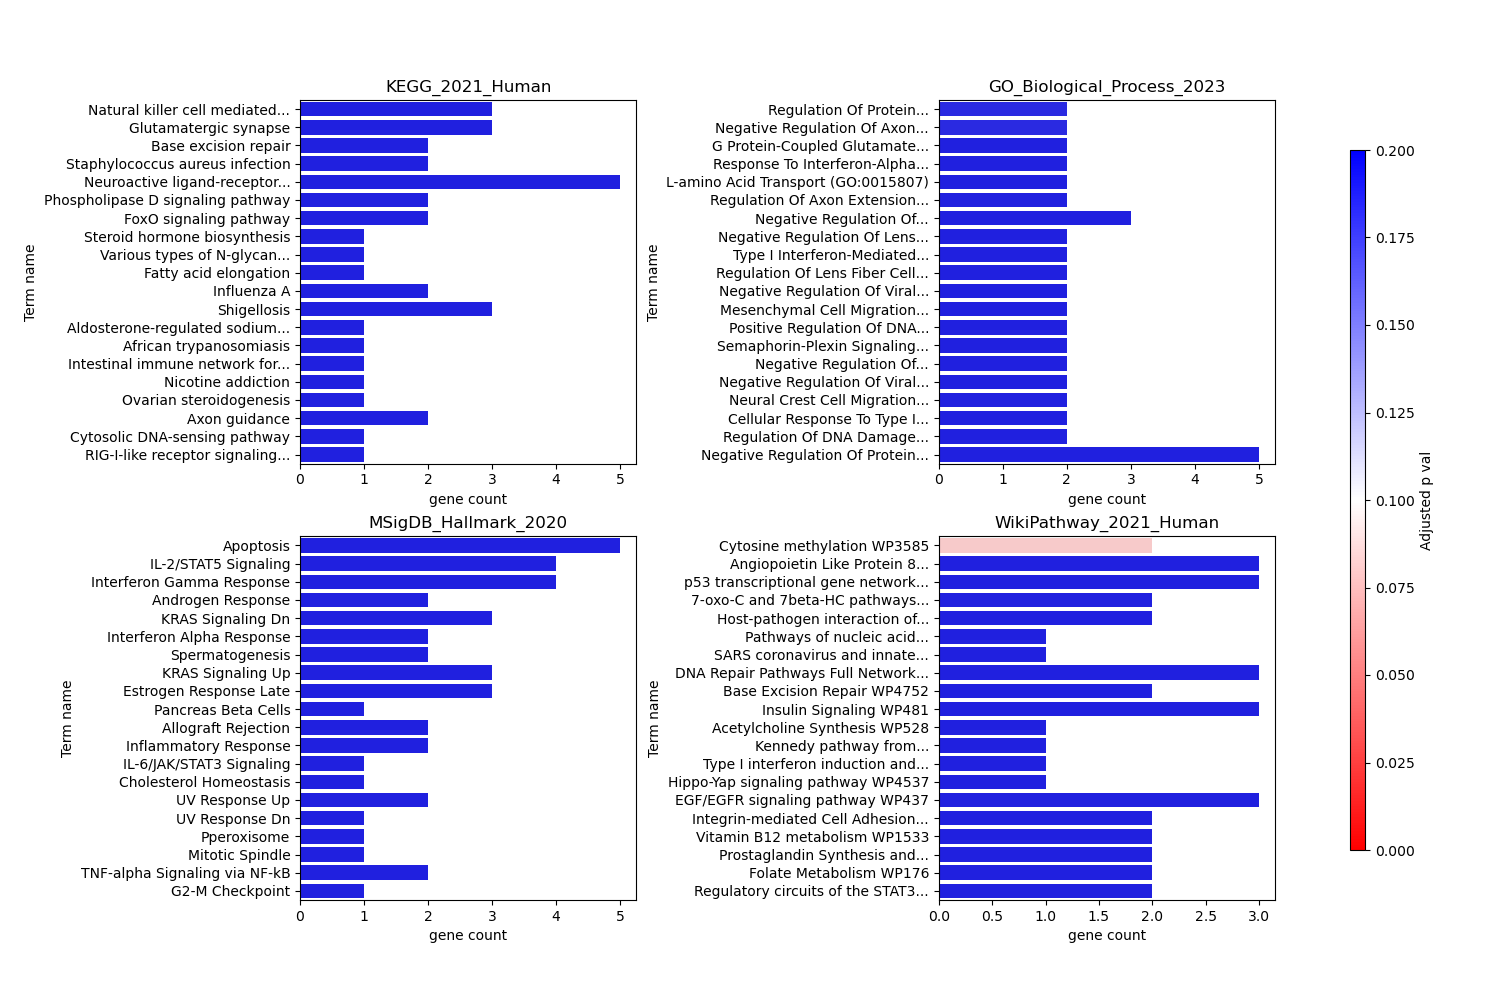 KEGG_2021_Human
Term name
Natural killer cell mediated...
Glutamatergic synapse
Base excision repair
Staphylococcus aureus infection
Neuroactive ligand-receptor...
Phospholipase D signaling pathway
FoxO signaling pathway
Steroid hormone biosynthesis
Various types of N-glycan...
Fatty acid elongation
Influenza A
Shigellosis
Aldosterone-regulated sodium...
African trypanosomiasis
Intestinal immune network for...
Nicotine addiction
Ovarian steroidogenesis
Axon guidance
Cytosolic DNA-sensing pathway
RIG-I-like receptor signaling...
0 1 2 3 4 5
gene count
GO_Biological_Process_2023
Term name
Regulation Of Protein...
Negative Regulation Of Axon...
G Protein-Coupled Glutamate...
Response To Interferon-Alpha...
L-amino Acid Transport (GO:0015807)
Regulation Of Axon Extension...
Negative Regulation Of...
Negative Regulation Of Lens...
Type I Interferon-Mediated...
Regulation Of Lens Fiber Cell...
Negative Regulation Of Viral...
Mesenchymal Cell Migration...
Positive Regulation Of DNA...
Semaphorin-Plexin Signaling...
Negative Regulation Of...
Negative Regulation Of Viral...
Neural Crest Cell Migration...
Cellular Response To Type I...
Regulation Of DNA Damage...
Negative Regulation Of Protein...
0 1 2 3 4 5
gene count
MSigDB_Hallmark_2020
Term name
Apoptosis
IL-2/STAT5 Signaling
Interferon Gamma Response
Androgen Response
KRAS Signaling Dn
Interferon Alpha Response
Spermatogenesis
KRAS Signaling Up
Estrogen Response Late
Pancreas Beta Cells
Allograft Rejection
Inflammatory Response
IL-6/JAK/STAT3 Signaling
Cholesterol Homeostasis
UV Response Up
UV Response Dn
Pperoxisome
Mitotic Spindle
TNF-alpha Signaling via NF-kB
G2-M Checkpoint
0 1 2 3 4 5
gene count
WikiPathway_2021_Human
Term name
Cytosine methylation WP3585
Angiopoietin Like Protein 8...
p53 transcriptional gene network...
7-oxo-C and 7beta-HC pathways...
Host-pathogen interaction of...
Pathways of nucleic acid...
SARS coronavirus and innate...
DNA Repair Pathways Full Network...
Base Excision Repair WP4752
Insulin Signaling WP481
Acetylcholine Synthesis WP528
Kennedy pathway from...
Type I interferon induction and...
Hippo-Yap signaling pathway WP4537
EGF/EGFR signaling pathway WP437
Integrin-mediated Cell Adhesion...
Vitamin B12 metabolism WP1533
Prostaglandin Synthesis and...
Folate Metabolism WP176
Regulatory circuits of the STAT3...
0.0 0.5 1.0 1.5 2.0 2.5 3.0
gene count
0.200
0.175
0.150
0.125
0.100
0.075
0.050
0.025
0.000
Adjusted p val